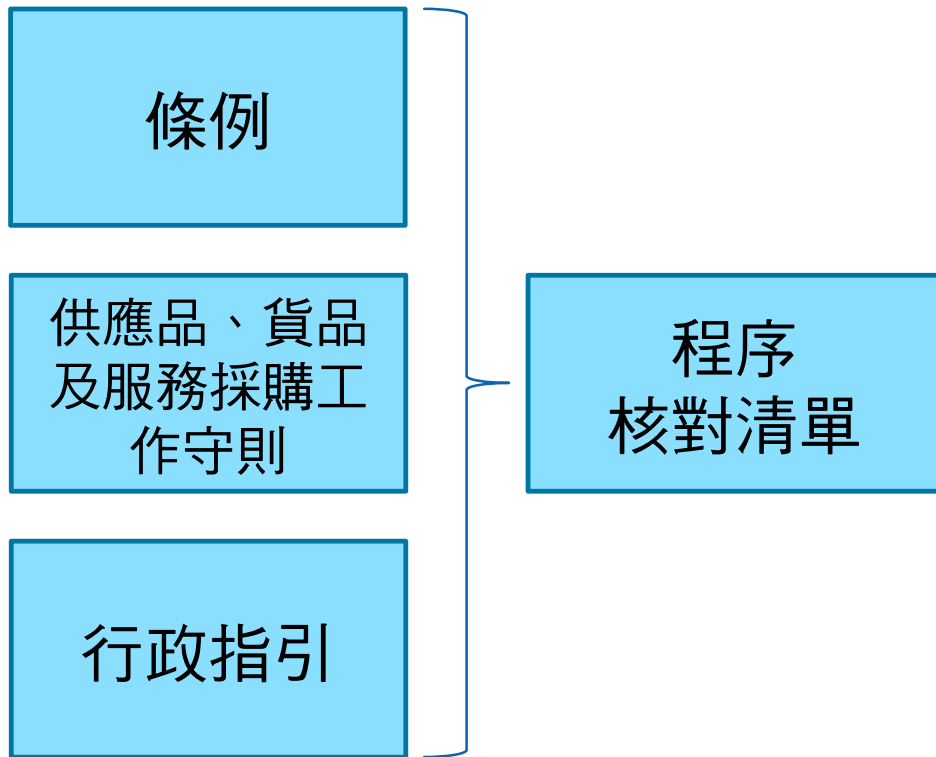 條例
供應品、貨品
及服務採購工
作守則
行政指引
程序
核對清單